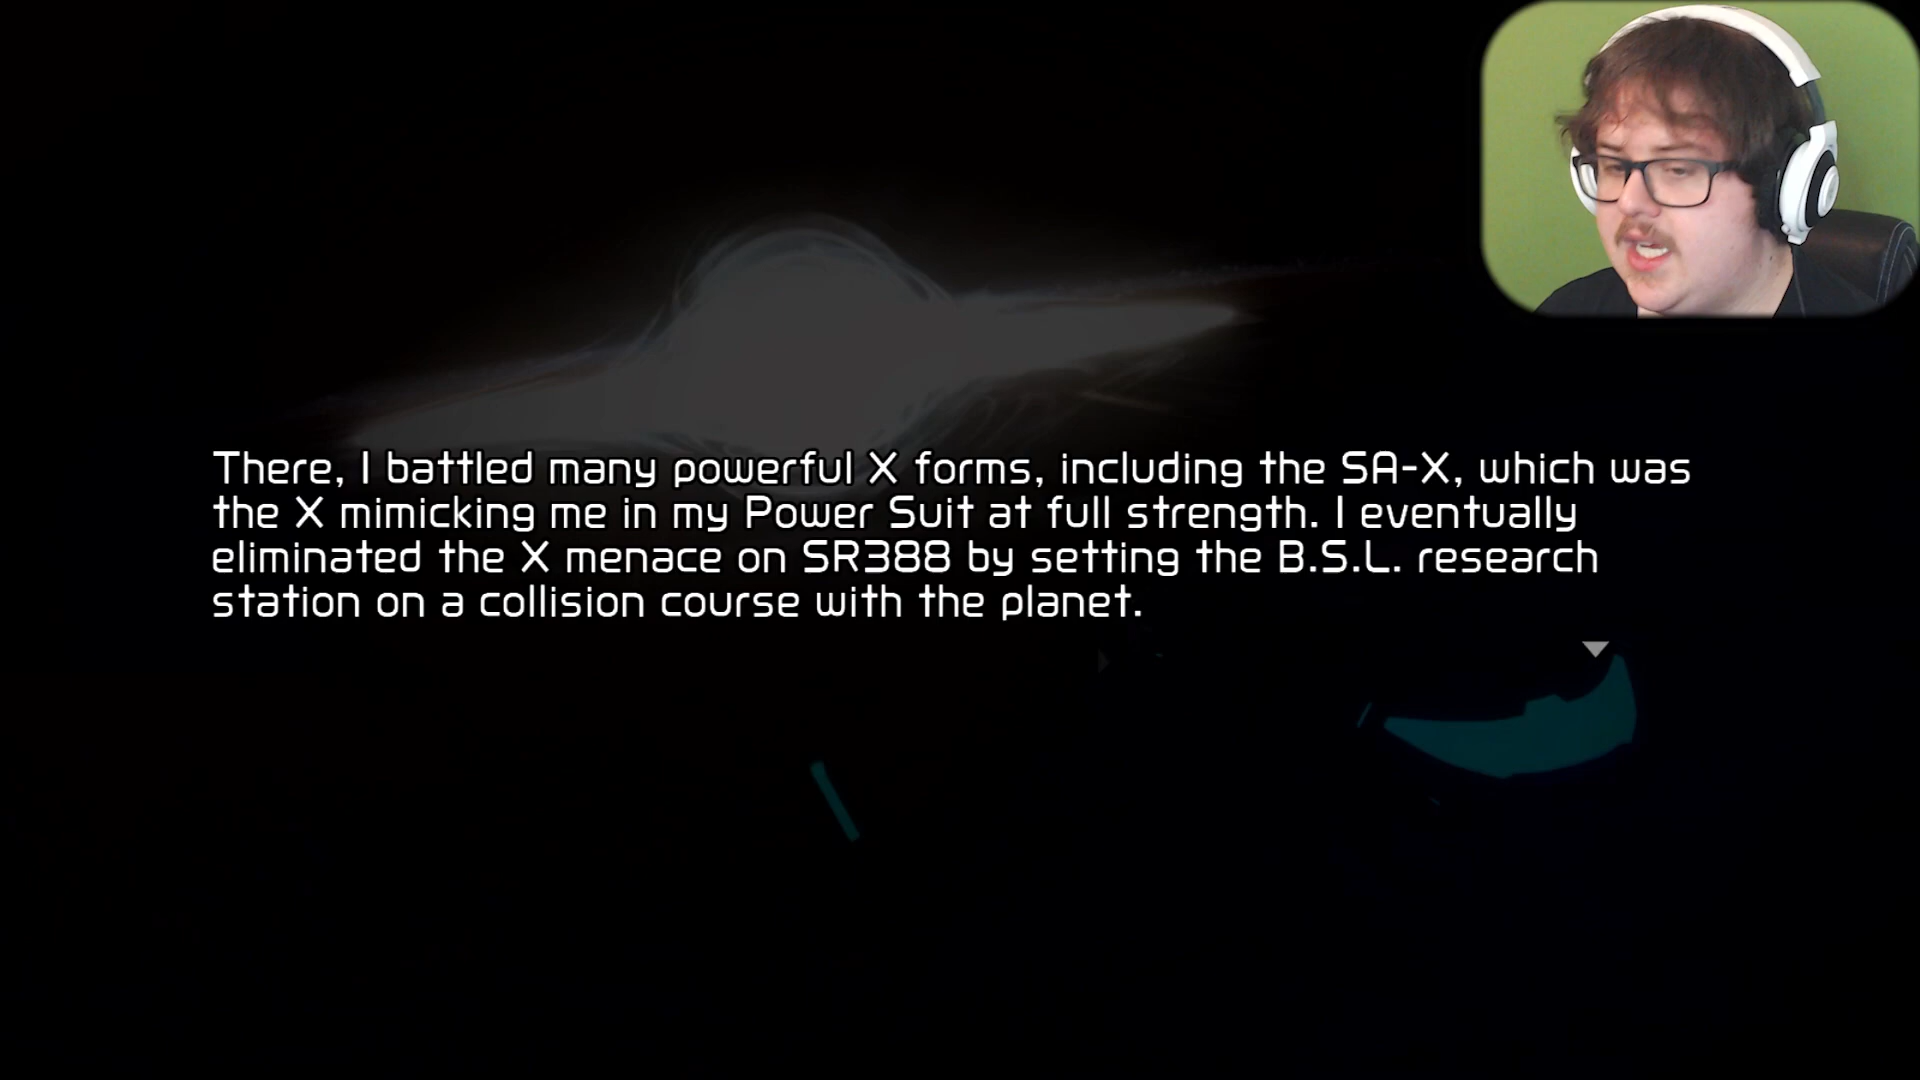 There, I battled many powerful X forms, including the SA-X, which was
the X mimicking me in my Power Suit at full strength. I eventually
eliminated the X menace on SR388 by setting the B.S.L. research
station on a collision course with the planet.